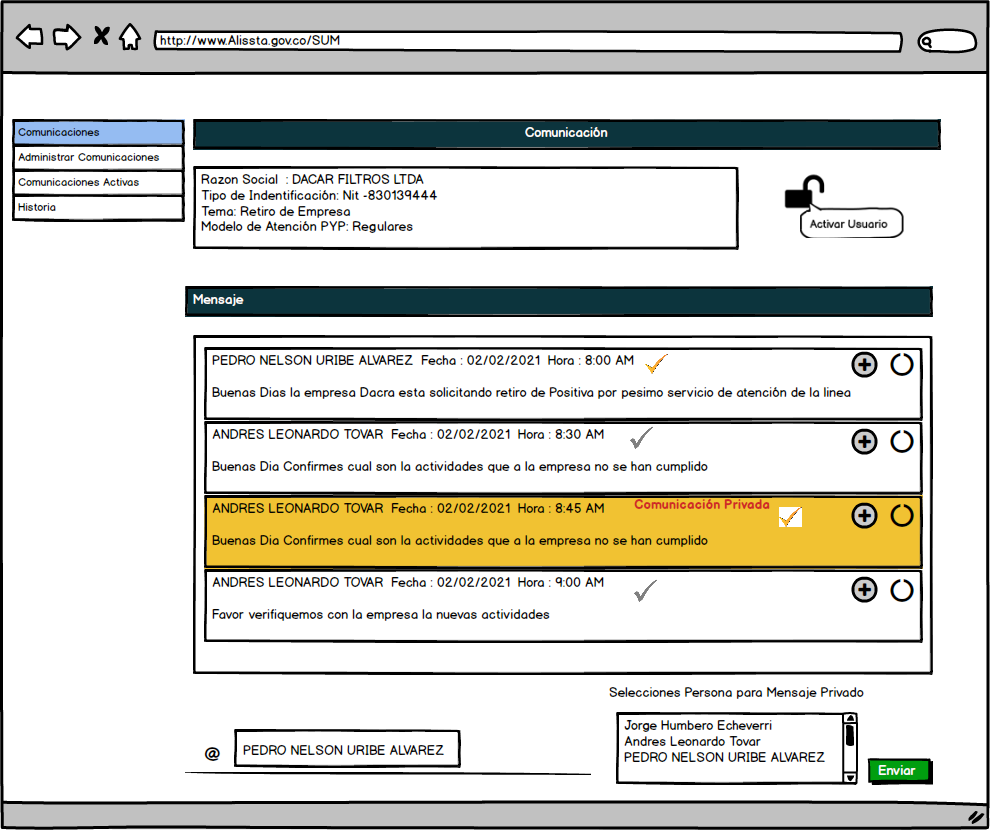 http://www.Alissta.gov.co/SUM
Comunicaciones
Administrar Comunicaciones
Comunicaciones Activas
Historia
Comunicación
Razon Social : DACAR FILTROS LTDA
Tipo de Indentificación: Nit -830139444
Tema: Retiro de Empresa
Modelo de Atención PYP: Regulares
Activar Usuario
Mensaje
PEDRO NELSON URIBE ALVAREZ Fecha : 02/02/2021 Hora : 8:00 AM
Buenas Dias la empresa Dacra esta solicitando retiro de Positiva por pesimo servicio de atención de la linea
ANDRES LEONARDO TOVAR Fecha : 02/02/2021 Hora : 8:30 AM
Buenas Dia Confirmes cual son la actividades que a la empresa no se han cumplido
ANDRES LEONARDO TOVAR Fecha : 02/02/2021 Hora : 8:45 AM Comunicación Privada
Buenas Dia Confirmes cual son la actividades que a la empresa no se han cumplido
ANDRES LEONARDO TOVAR Fecha : 02/02/2021 Hora : 9:00 AM
Favor verifiquemos con la empresa la nuevas actividades
Selecciones Persona para Mensaje Privado
@ PEDRO NELSON URIBE ALVAREZ
Jorge Humbero Echeverri
Andres Leonardo Tovar
PEDRO NELSON URIBE ALVAREZ
Enviar